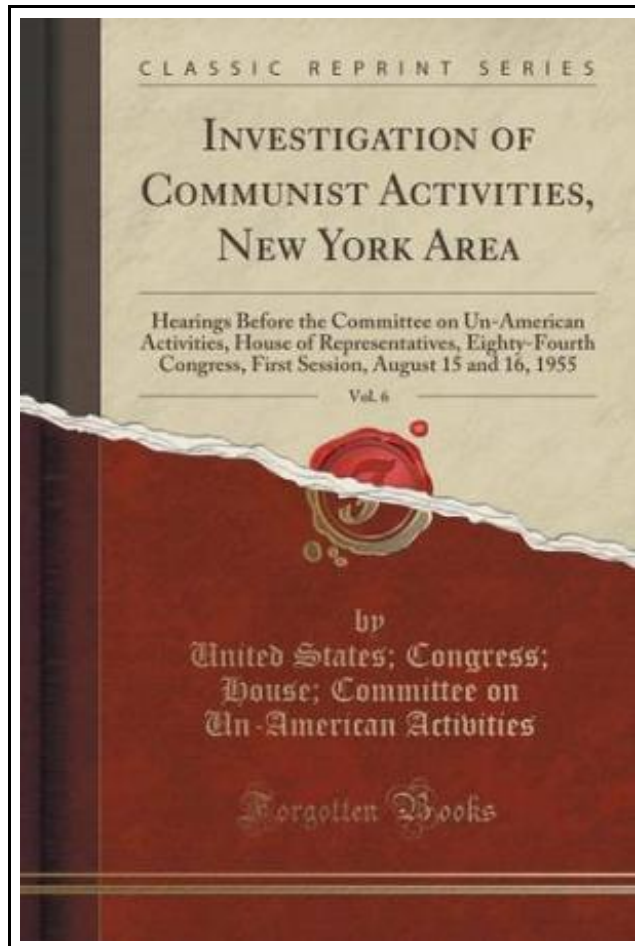 CLASSIC REPRINT SERIES
INVESTIGATION OF
COMMUNIST ACTIVITIES,
NEW YORK AREA
Hearings Before the Committee on Un-American
Activities, House of Representatives, Eighty-Fourth
Congress, First Session, August 15 and 16, 1955
Vol. 6
by
United States; Congress;
House; Committee on
Un-American Activities
Forgotten Books